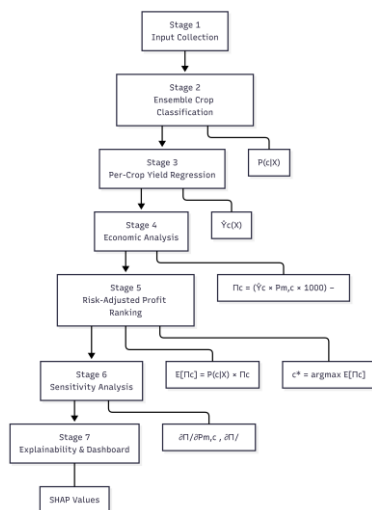 Stage 1
Input Collection
Stage 2
Ensemble Crop
Classification
P(c|X)
Stage 3
Per-Crop Yield Regression
Ŷc(X)
Stage 4
Economic Analysis
Πc = (Ŷc × Pm,c × 1000) −
Stage 5
Risk-Adjusted Profit
Ranking
E[Πc] = P(c|X) × Πc
c* = argmax E[Πc]
Stage 6
Sensitivity Analysis
∂Π/∂Pm,c , ∂Π/
Stage 7
Explainability & Dashboard
SHAP Values